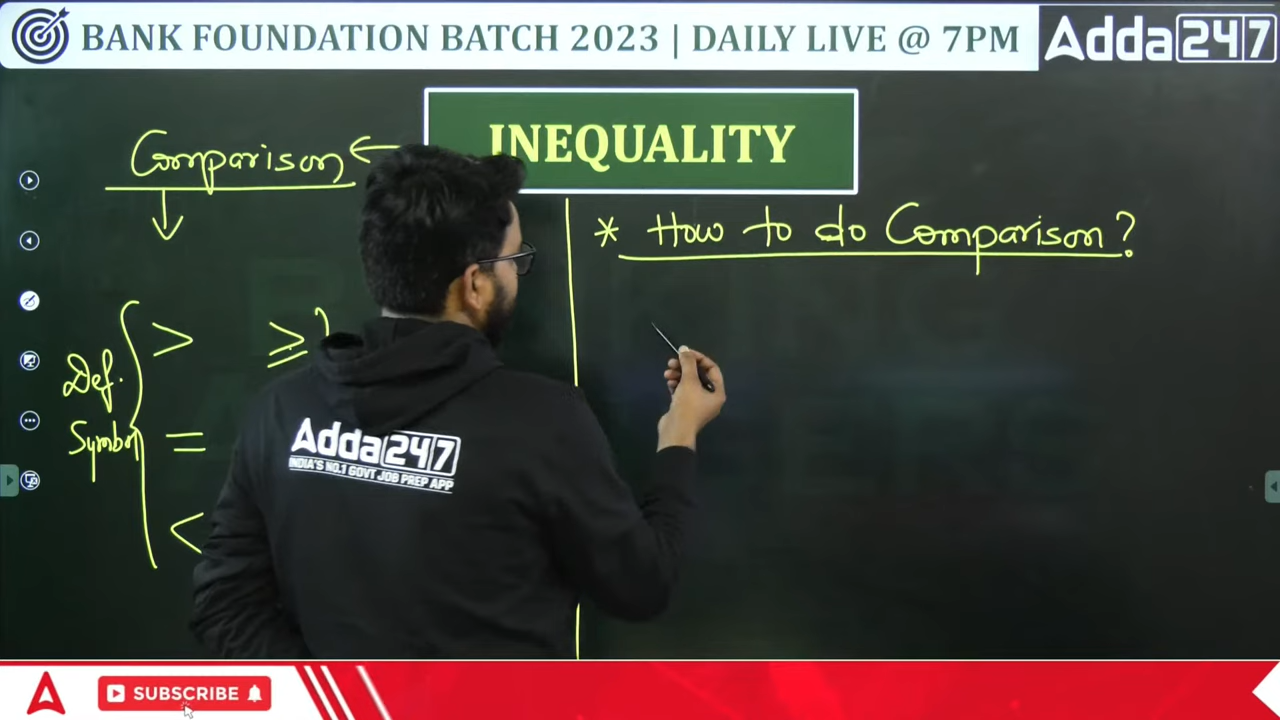 BANK FOUNDATION BATCH 2023 | DAILY LIVE @ 7PM
Adda247
INEQUALITY
Comparison ←
↓
* How to do Comparison?
Def.
Symbol
> ≥
=
<
Adda247
INDIA'S NO.1 GOVT JOB PREP APP
SUBSCRIBE